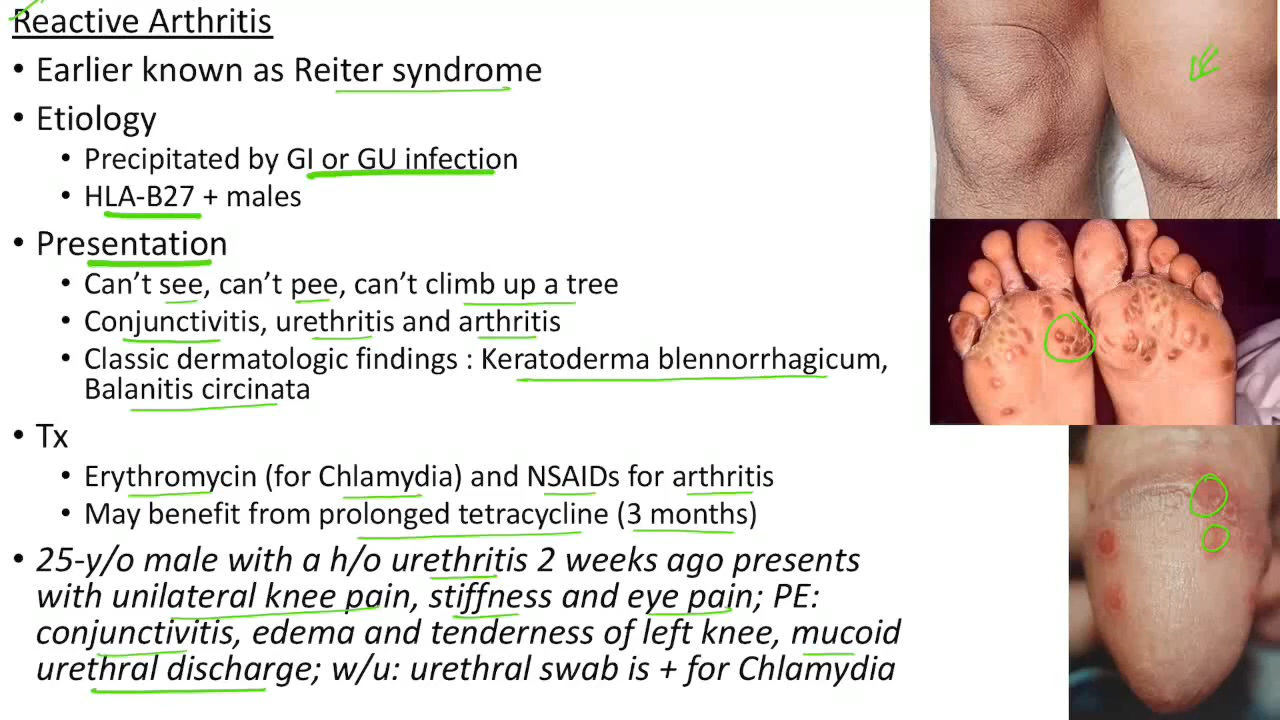 Reactive Arthritis
• Earlier known as Reiter syndrome
• Etiology
• Precipitated by GI or GU infection
• HLA-B27 + males
• Presentation
• Can't see, can't pee, can't climb up a tree
• Conjunctivitis, urethritis and arthritis
• Classic dermatologic findings : Keratoderma blennorrhagicum,
Balanitis circinata
• Tx
• Erythromycin (for Chlamydia) and NSAIDs for arthritis
• May benefit from prolonged tetracycline (3 months)
• 25-y/o male with a h/o urethritis 2 weeks ago presents
with unilateral knee pain, stiffness and eye pain; PE:
conjunctivitis, edema and tenderness of left knee, mucoid
urethral discharge; w/u: urethral swab is + for Chlamydia